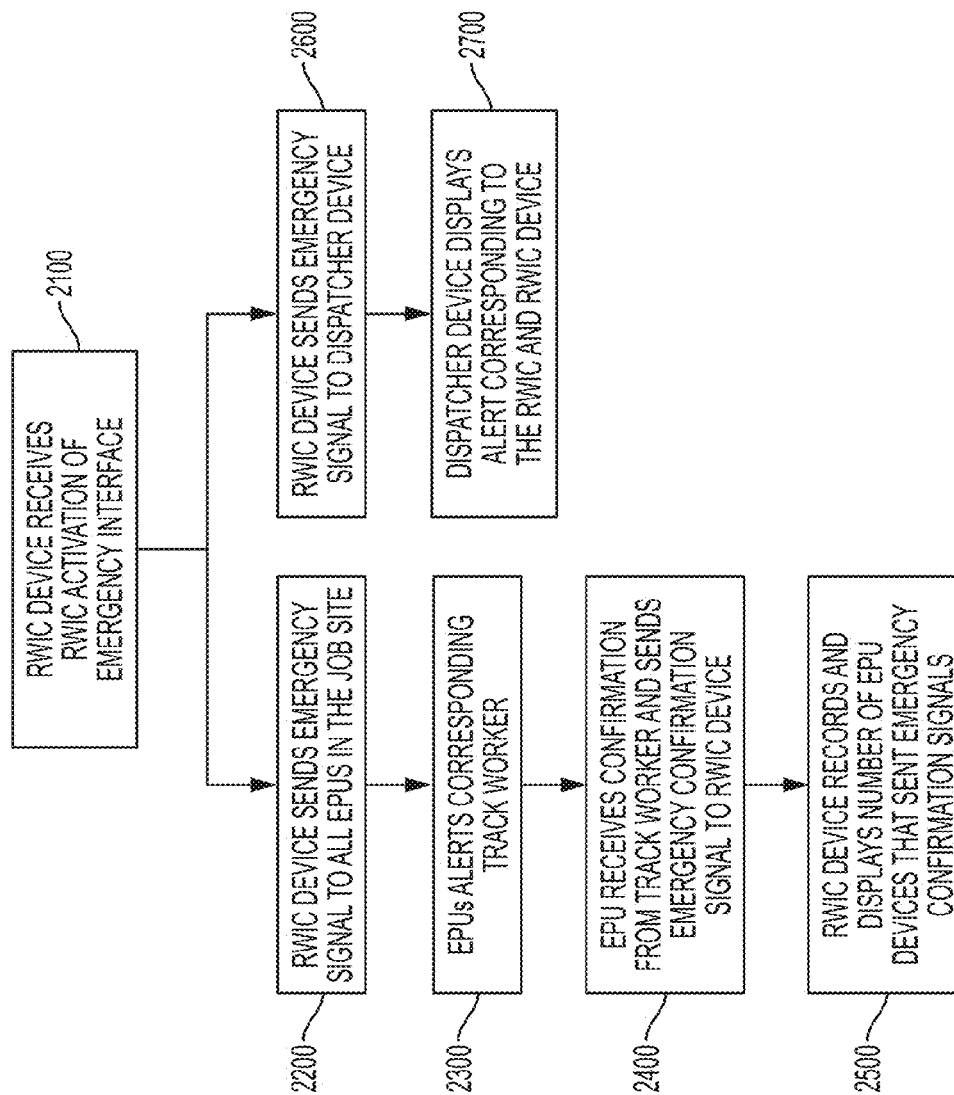 2100
RWIC DEVICE RECEIVES
RWIC ACTIVATION OF
EMERGENCY INTERFACE
2200
RWIC DEVICE SENDS EMERGENCY
SIGNAL TO ALL EPUS IN THE JOB SITE
2300
EPUs ALERTS CORRESPONDING
TRACK WORKER
2400
EPU RECEIVES CONFIRMATION
FROM TRACK WORKER AND SENDS
EMERGENCY CONFIRMATION
SIGNAL TO RWIC DEVICE
2500
RWIC DEVICE RECORDS AND
DISPLAYS NUMBER OF EPU
DEVICES THAT SENT EMERGENCY
CONFIRMATION SIGNALS
2600
RWIC DEVICE SENDS EMERGENCY
SIGNAL TO DISPATCHER DEVICE
2700
DISPATCHER DEVICE DISPLAYS
ALERT CORRESPONDING TO
THE RWIC AND RWIC DEVICE